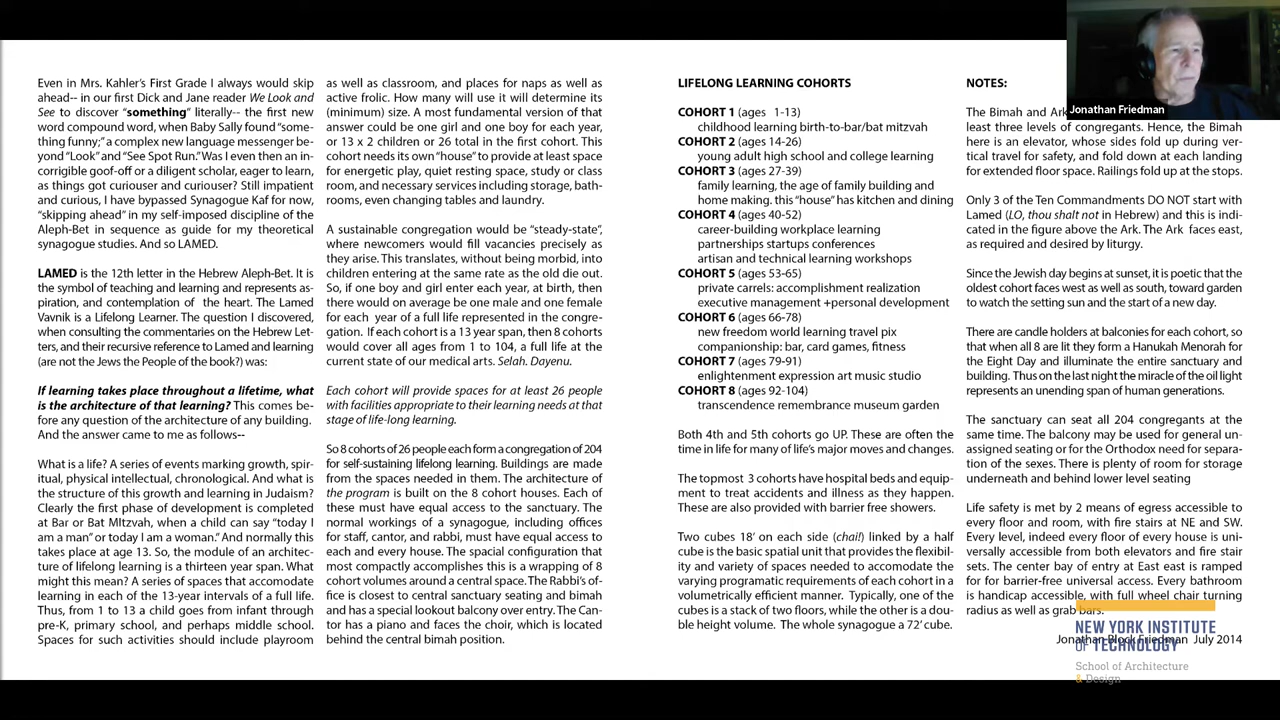 Even in Mrs. Kahler's First Grade I always would skip
ahead-- in our first Dick and Jane reader We Look and
See to discover "something" literally-- the first new
word compound word, when Baby Sally found "some-
thing funny;" a complex new language messenger be-
yond "Look" and "See Spot Run." Was I even then an in-
corrigible goof-off or a diligent scholar, eager to learn,
as things got curiouser and curiouser? Still impatient
and curious, I have bypassed Synagogue Kaf for now,
"skipping ahead" in my self-imposed discipline of the
Aleph-Bet in sequence as guide for my theoretical
synagogue studies. And so LAMED.
LAMED is the 12th letter in the Hebrew Aleph-Bet. It is
the symbol of teaching and learning and represents as-
piration, and contemplation of the heart. The Lamed
Vavnik is a Lifelong Learner. The question I discovered,
when consulting the commentaries on the Hebrew Let-
ters, and their recursive reference to Lamed and learning
(are not the Jews the People of the book?) was:
If learning takes place throughout a lifetime, what
is the architecture of that learning? This comes be-
fore any question of the architecture of any building.
And the answer came to me as follows--
What is a life? A series of events marking growth, spir-
itual, physical intellectual, chronological. And what is
the structure of this growth and learning in Judaism?
Clearly the first phase of development is completed
at Bar or Bat MItzvah, when a child can say "today I
am a man" or today I am a woman." And normally this
takes place at age 13. So, the module of an architec-
ture of lifelong learning is a thirteen year span. What
might this mean? A series of spaces that accomodate
learning in each of the 13-year intervals of a full life.
Thus, from 1 to 13 a child goes from infant through
pre-K, primary school, and perhaps middle school.
Spaces for such activities should include playroom
as well as classroom, and places for naps as well as
active frolic. How many will use it will determine its
(minimum) size. A most fundamental version of that
answer could be one girl and one boy for each year,
or 13 x 2 children or 26 total in the first cohort. This
cohort needs its own "house" to provide at least space
for energetic play, quiet resting space, study or class
room, and necessary services including storage, bath-
rooms, even changing tables and laundry.
A sustainable congregation would be "steady-state",
where newcomers would fill vacancies precisely as
they arise. This translates, without being morbid, into
children entering at the same rate as the old die out.
So, if one boy and girl enter each year, at birth, then
there would on average be one male and one female
for each year of a full life represented in the congre-
gation. If each cohort is a 13 year span, then 8 cohorts
would cover all ages from 1 to 104, a full life at the
current state of our medical arts. Selah. Dayenu.
Each cohort will provide spaces for at least 26 people
with facilities appropriate to their learning needs at that
stage of life-long learning.
So 8 cohorts of 26 people each form a congregation of 204
for self-sustaining lifelong learning. Buildings are made
from the spaces needed in them. The architecture of
the program is built on the 8 cohort houses. Each of
these must have equal access to the sanctuary. The
normal workings of a synagogue, including offices
for staff, cantor, and rabbi, must have equal access to
each and every house. The spacial configuration that
most compactly accomplishes this is a wrapping of 8
cohort volumes around a central space. The Rabbi's of-
fice is closest to central sanctuary seating and bimah
and has a special lookout balcony over entry. The Can-
tor has a piano and faces the choir, which is located
behind the central bimah position.
LIFELONG LEARNING COHORTS
COHORT 1 (ages 1-13)
childhood learning birth-to-bar/bat mitzvah
COHORT 2 (ages 14-26)
young adult high school and college learning
COHORT 3 (ages 27-39)
family learning, the age of family building and
home making. this "house" has kitchen and dining
COHORT 4 (ages 40-52)
career-building workplace learning
partnerships startups conferences
artisan and technical learning workshops
COHORT 5 (ages 53-65)
private carrels: accomplishment realization
executive management +personal development
COHORT 6 (ages 66-78)
new freedom world learning travel pix
companionship: bar, card games, fitness
COHORT 7 (ages 79-91)
enlightenment expression art music studio
COHORT 8 (ages 92-104)
transcendence remembrance museum garden
Both 4th and 5th cohorts go UP. These are often the
time in life for many of life's major moves and changes.
The topmost 3 cohorts have hospital beds and equip-
ment to treat accidents and illness as they happen.
These are also provided with barrier free showers.
Two cubes 18' on each side (chai!) linked by a half
cube is the basic spatial unit that provides the flexibil-
ity and variety of spaces needed to accomodate the
varying programatic requirements of each cohort in a
volumetrically efficient manner. Typically, one of the
cubes is a stack of two floors, while the other is a dou-
ble height volume. The whole synagogue a 72' cube.
NOTES:
The Bimah and Ark
least three levels of congregants. Hence, the Bimah
here is an elevator, whose sides fold up during ver-
tical travel for safety, and fold down at each landing
for extended floor space. Railings fold up at the stops.
Only 3 of the Ten Commandments DO NOT start with
Lamed (LO, thou shalt not in Hebrew) and this is indi-
cated in the figure above the Ark. The Ark faces east,
as required and desired by liturgy.
Since the Jewish day begins at sunset, it is poetic that the
oldest cohort faces west as well as south, toward garden
to watch the setting sun and the start of a new day.
There are candle holders at balconies for each cohort, so
that when all 8 are lit they form a Hanukah Menorah for
the Eight Day and illuminate the entire sanctuary and
building. Thus on the last night the miracle of the oil light
represents an unending span of human generations.
The sanctuary can seat all 204 congregants at the
same time. The balcony may be used for general un-
assigned seating or for the Orthodox need for separa-
tion of the sexes. There is plenty of room for storage
underneath and behind lower level seating
Life safety is met by 2 means of egress accessible to
every floor and room, with fire stairs at NE and SW.
Every level, indeed every floor of every house is uni-
versally accessible from both elevators and fire stair
sets. The center bay of entry at East east is ramped
for barrier-free universal access. Every bathroom
is handicap accessible, with full wheel chair turning
radius as well as grab bars.
Jonathan Block Friedman July 2014
Jonathan Friedman
NEW YORK INSTITUTE
OF TECHNOLOGY
School of Architecture
& Design